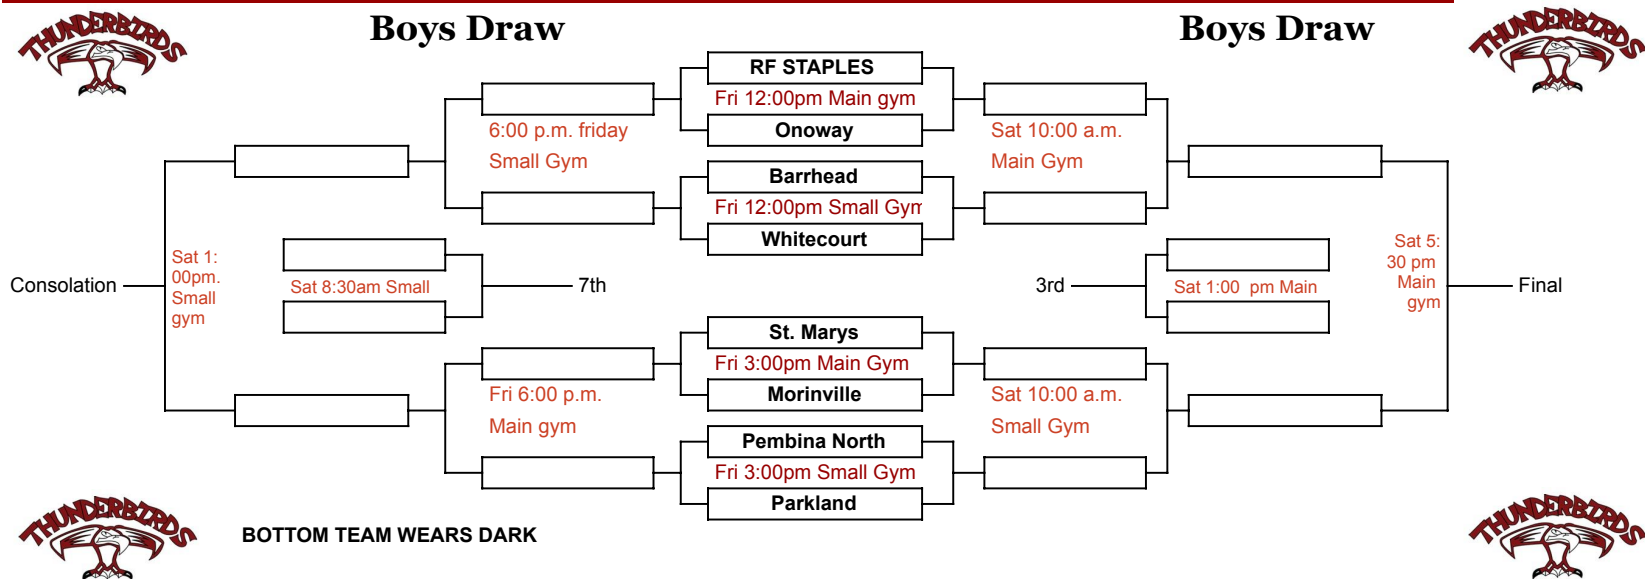 THUNDERBIRDS
Boys Draw
Boys Draw
THUNDERBIRDS
RF STAPLES
Fri 12:00pm Main gym
Onoway
6:00 p.m. friday
Small Gym
Sat 10:00 a.m.
Main Gym
Barrhead
Fri 12:00pm Small Gym
Whitecourt
Consolation
Sat 1:
00pm.
Small
gym
Sat 8:30am Small
7th
3rd
Sat 1:00 pm Main
Sat 5:
30 pm
Main
gym
Final
St. Marys
Fri 3:00pm Main Gym
Morinville
Fri 6:00 p.m.
Main gym
Sat 10:00 a.m.
Small Gym
Pembina North
Fri 3:00pm Small Gym
Parkland
THUNDERBIRDS
BOTTOM TEAM WEARS DARK
THUNDERBIRDS